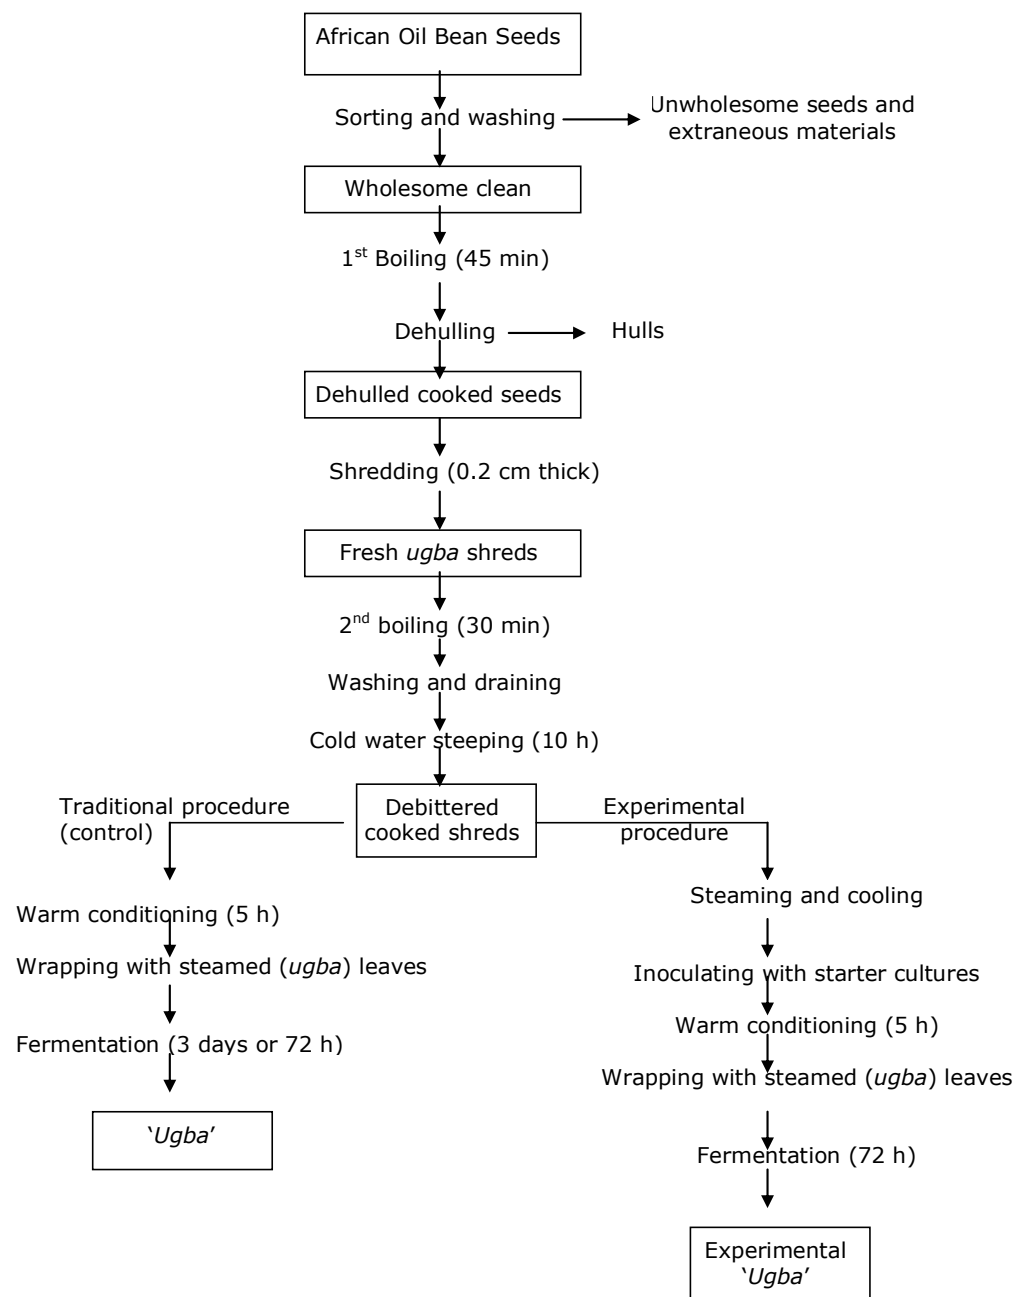 African Oil Bean Seeds
Sorting and washing
Unwholesome seeds and
extraneous materials
Wholesome clean
1st Boiling (45 min)
Dehulling
Hulls
Dehulled cooked seeds
Shredding (0.2 cm thick)
Fresh ugba shreds
2nd boiling (30 min)
Washing and draining
Cold water steeping (10 h)
Debittered
cooked shreds
Traditional procedure
(control)
Warm conditioning (5 h)
Wrapping with steamed (ugba) leaves
Fermentation (3 days or 72 h)
‘Ugba’
Experimental
procedure
Steaming and cooling
Inoculating with starter cultures
Warm conditioning (5 h)
Wrapping with steamed (ugba) leaves
Fermentation (72 h)
Experimental
‘Ugba’